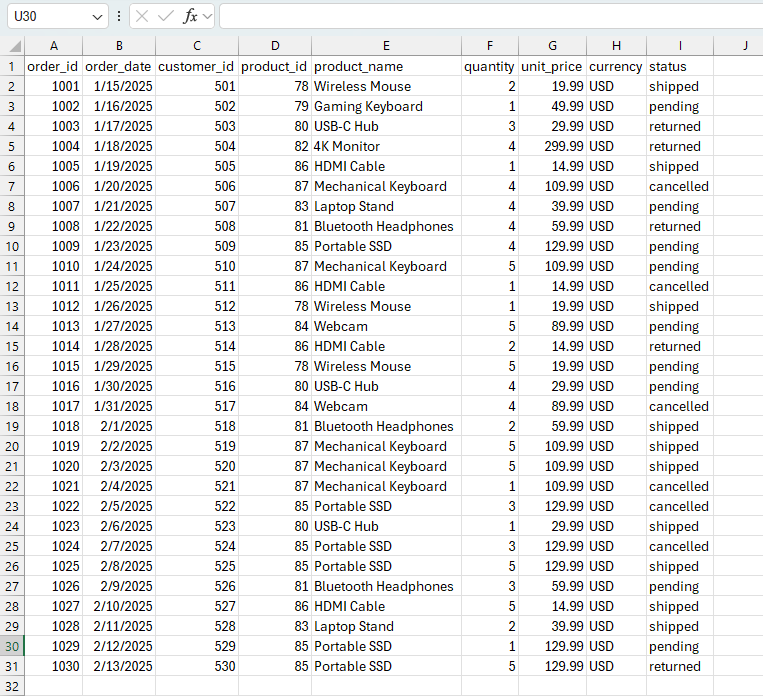 U30 fx
A B C D E F G H I J
1 order_id order_date customer_id product_id product_name quantity unit_price currency status
2 1001 1/15/2025 501 78 Wireless Mouse 2 19.99 USD shipped
3 1002 1/16/2025 502 79 Gaming Keyboard 1 49.99 USD pending
4 1003 1/17/2025 503 80 USB-C Hub 3 29.99 USD returned
5 1004 1/18/2025 504 82 4K Monitor 4 299.99 USD returned
6 1005 1/19/2025 505 86 HDMI Cable 1 14.99 USD shipped
7 1006 1/20/2025 506 87 Mechanical Keyboard 4 109.99 USD cancelled
8 1007 1/21/2025 507 83 Laptop Stand 4 39.99 USD pending
9 1008 1/22/2025 508 81 Bluetooth Headphones 4 59.99 USD returned
10 1009 1/23/2025 509 85 Portable SSD 4 129.99 USD pending
11 1010 1/24/2025 510 87 Mechanical Keyboard 5 109.99 USD pending
12 1011 1/25/2025 511 86 HDMI Cable 1 14.99 USD cancelled
13 1012 1/26/2025 512 78 Wireless Mouse 1 19.99 USD shipped
14 1013 1/27/2025 513 84 Webcam 5 89.99 USD pending
15 1014 1/28/2025 514 86 HDMI Cable 2 14.99 USD returned
16 1015 1/29/2025 515 78 Wireless Mouse 5 19.99 USD pending
17 1016 1/30/2025 516 80 USB-C Hub 4 29.99 USD pending
18 1017 1/31/2025 517 84 Webcam 4 89.99 USD cancelled
19 1018 2/1/2025 518 81 Bluetooth Headphones 2 59.99 USD shipped
20 1019 2/2/2025 519 87 Mechanical Keyboard 5 109.99 USD shipped
21 1020 2/3/2025 520 87 Mechanical Keyboard 5 109.99 USD shipped
22 1021 2/4/2025 521 87 Mechanical Keyboard 1 109.99 USD cancelled
23 1022 2/5/2025 522 85 Portable SSD 3 129.99 USD cancelled
24 1023 2/6/2025 523 80 USB-C Hub 1 29.99 USD shipped
25 1024 2/7/2025 524 85 Portable SSD 3 129.99 USD cancelled
26 1025 2/8/2025 525 85 Portable SSD 5 129.99 USD shipped
27 1026 2/9/2025 526 81 Bluetooth Headphones 3 59.99 USD pending
28 1027 2/10/2025 527 86 HDMI Cable 5 14.99 USD shipped
29 1028 2/11/2025 528 83 Laptop Stand 2 39.99 USD shipped
30 1029 2/12/2025 529 85 Portable SSD 1 129.99 USD pending
31 1030 2/13/2025 530 85 Portable SSD 5 129.99 USD returned
32